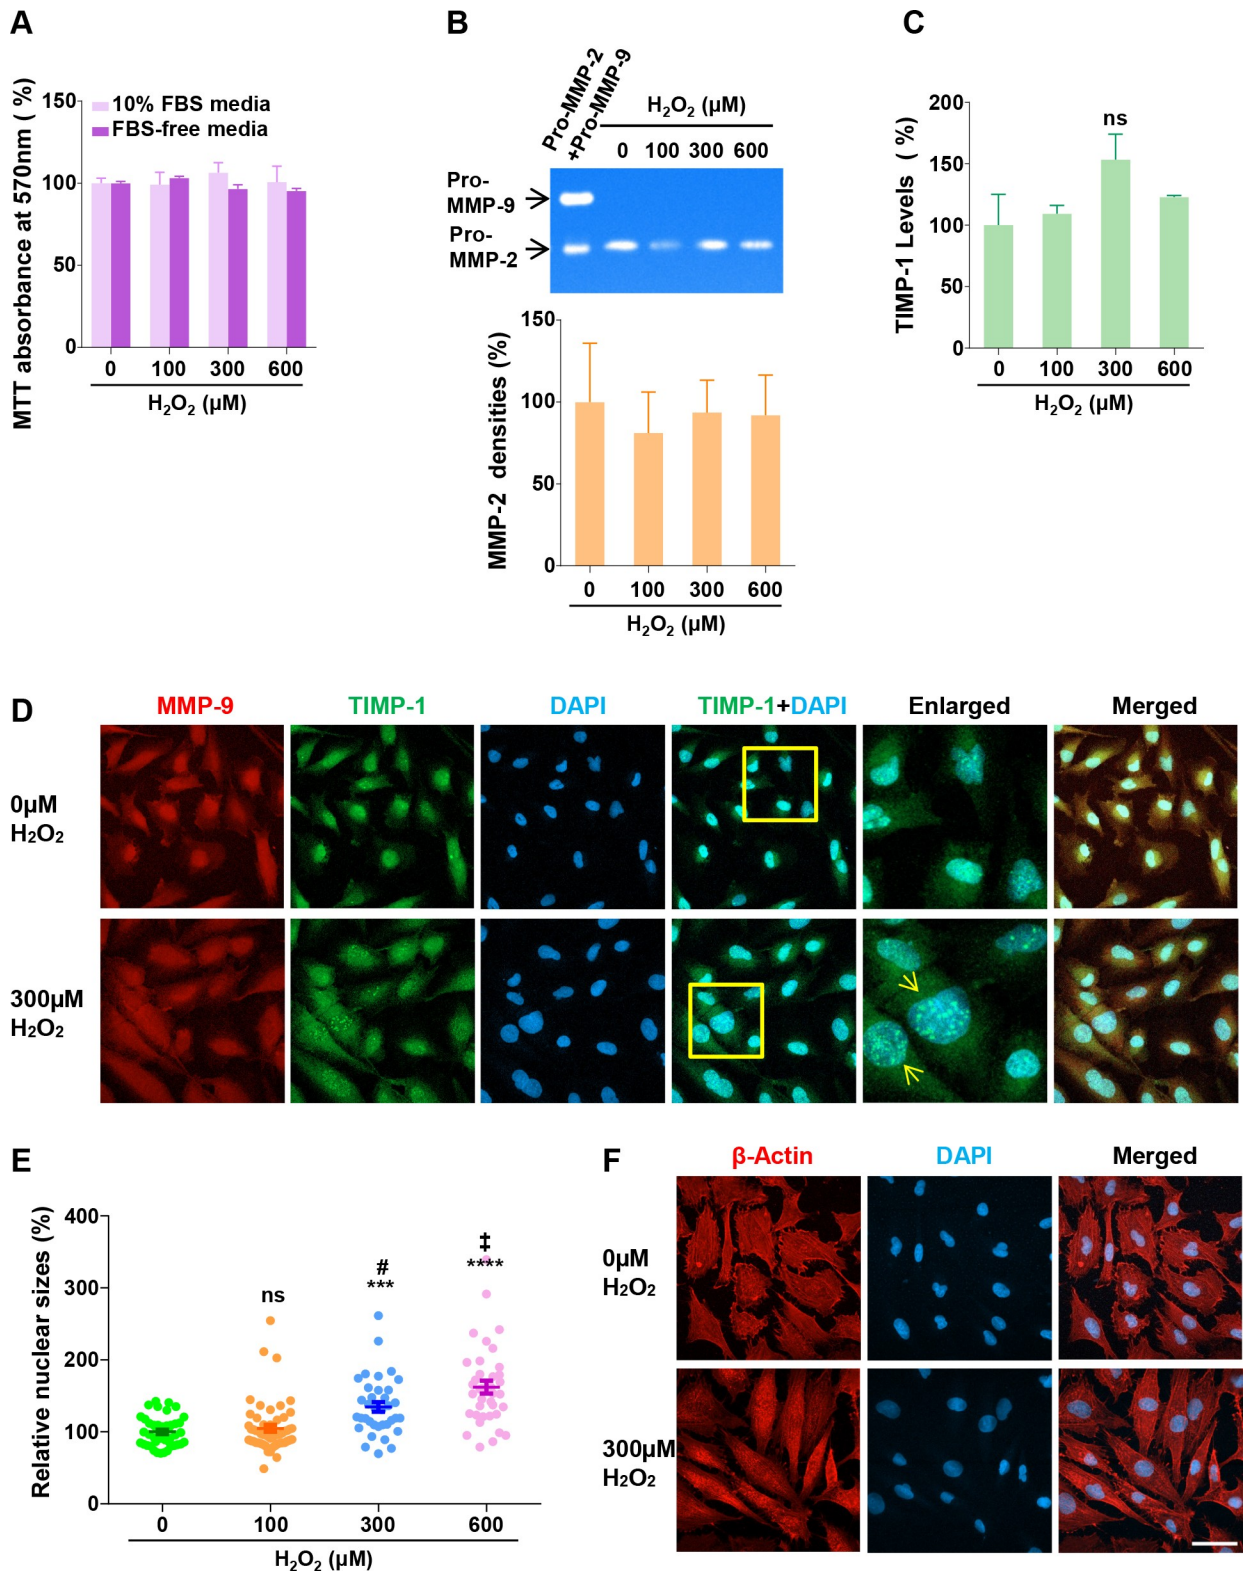 A
MTT absorbance at 570nm ( %)
150
100
50
0
10% FBS media
FBS-free media
0 100 300 600
H₂O₂ (µM)
B
Pro-MMP-2
+Pro-MMP-9
H₂O₂ (µM)
0 100 300 600
Pro-
MMP-9
Pro-
MMP-2
MMP-2 densities (%)
150
100
50
0
0 100 300 600
H₂O₂ (µM)
C
TIMP-1 Levels ( %)
200
150
100
50
0
ns
0 100 300 600
H₂O₂ (µM)
D
MMP-9 TIMP-1 DAPI TIMP-1+DAPI Enlarged Merged
0µM
H₂O₂
300µM
H₂O₂
E
Relative nuclear sizes (%)
400
300
200
100
0
ns
#
***
‡
****
0 100 300 600
H₂O₂ (µM)
F
β-Actin DAPI Merged
0µM
H₂O₂
300µM
H₂O₂